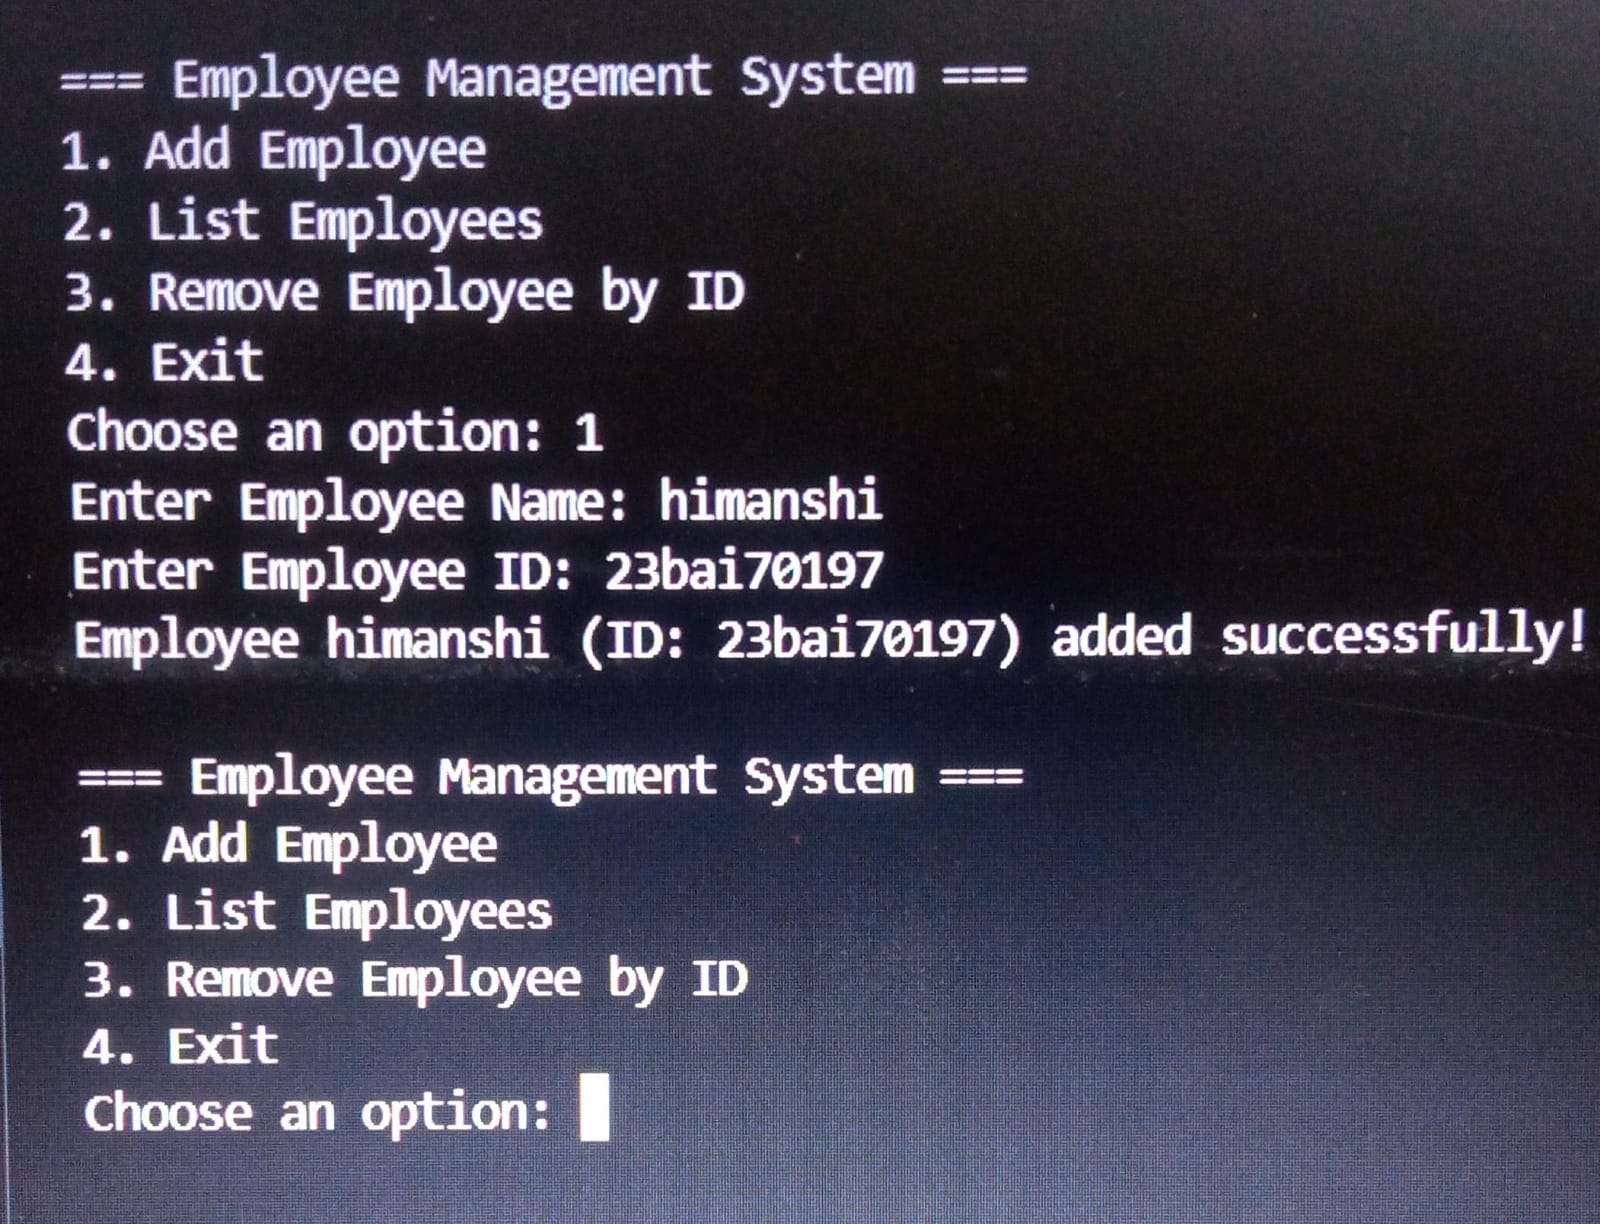 === Employee Management System ===
1. Add Employee
2. List Employees
3. Remove Employee by ID
4. Exit
Choose an option: 1
Enter Employee Name: himanshi
Enter Employee ID: 23bai70197
Employee himanshi (ID: 23bai70197) added successfully!
=== Employee Management System ===
1. Add Employee
2. List Employees
3. Remove Employee by ID
4. Exit
Choose an option: